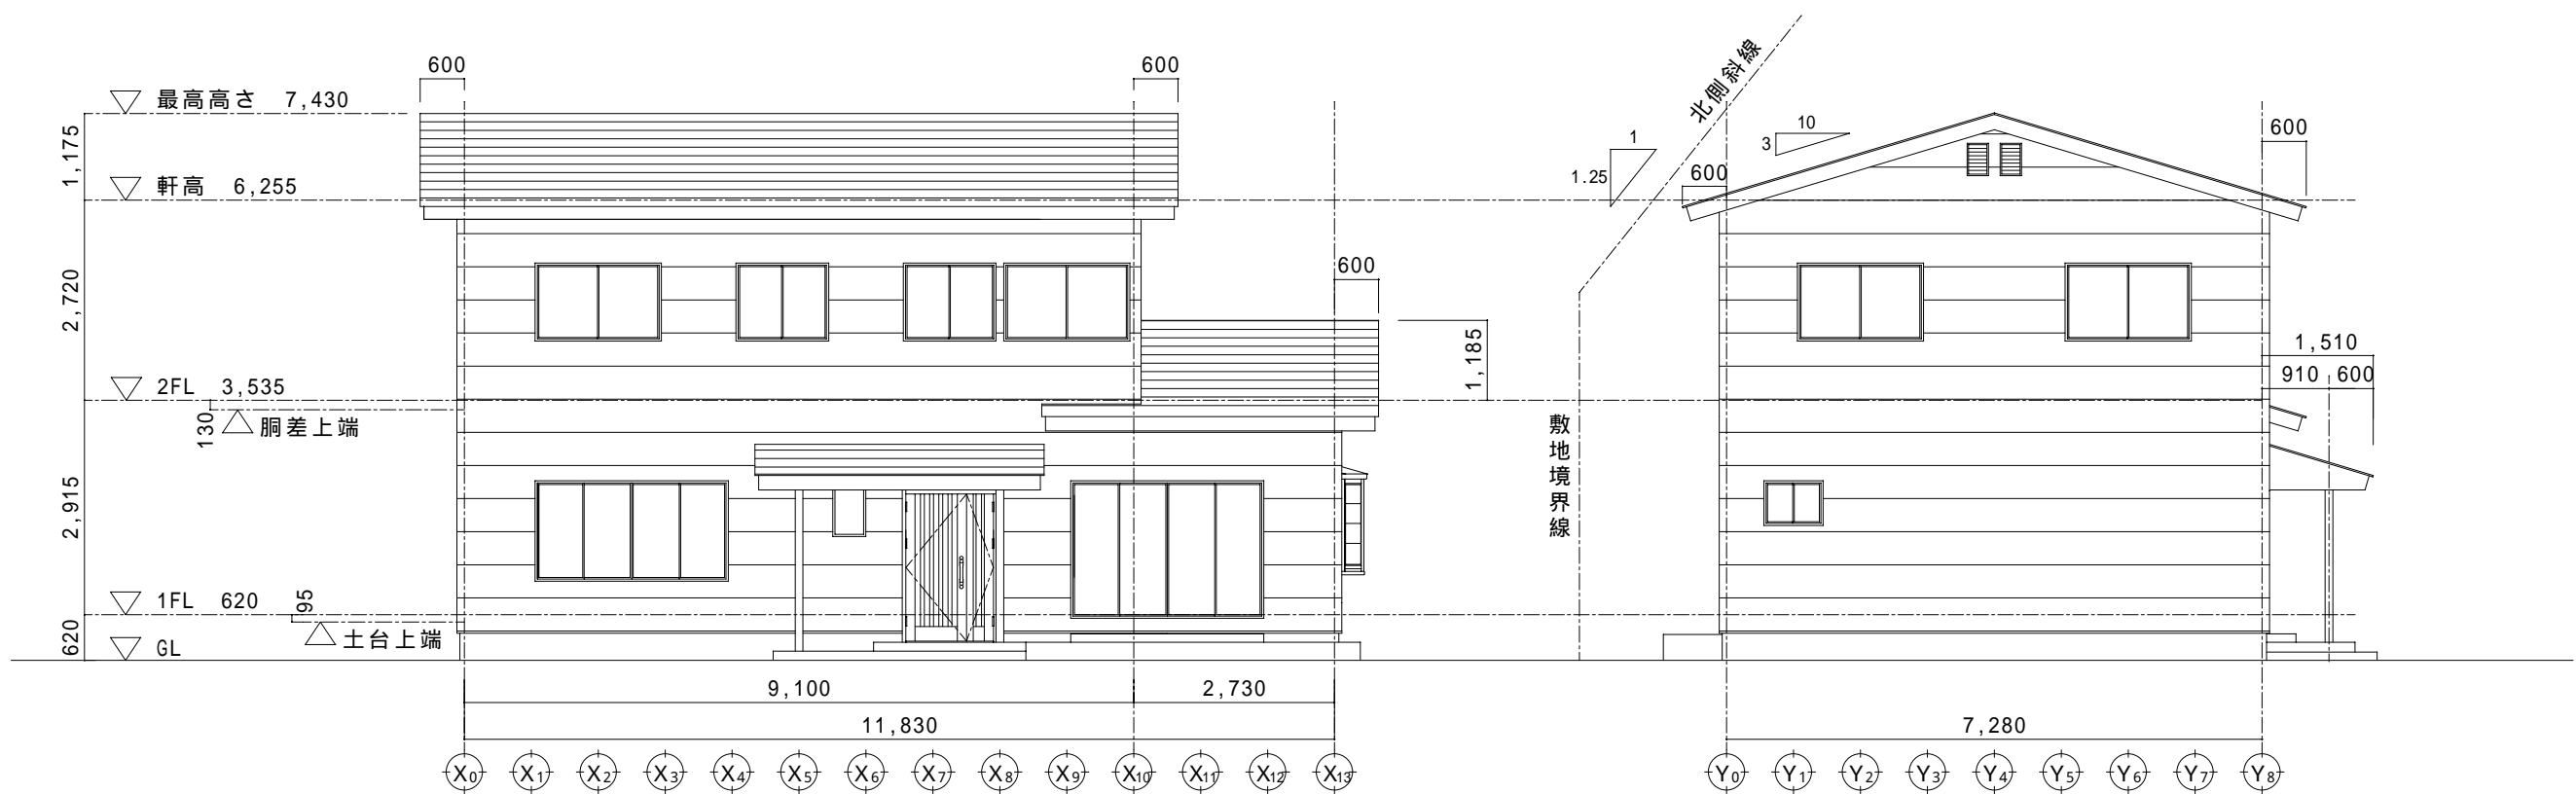 600
600
最高高さ 7,430
1,175
軒高 6,255
2,720
600
1,185
2FL 3,535
130
胴差上端
2,915
1FL 620
95
土台上端
620
GL
9,100
2,730
11,830
X0 X1 X2 X3 X4 X5 X6 X7 X8 X9 X10 X11 X12 X13
北側斜線
1
1.25
10
3
600
600
敷地境界線
1,510
910
600
7,280
Y0 Y1 Y2 Y3 Y4 Y5 Y6 Y7 Y8